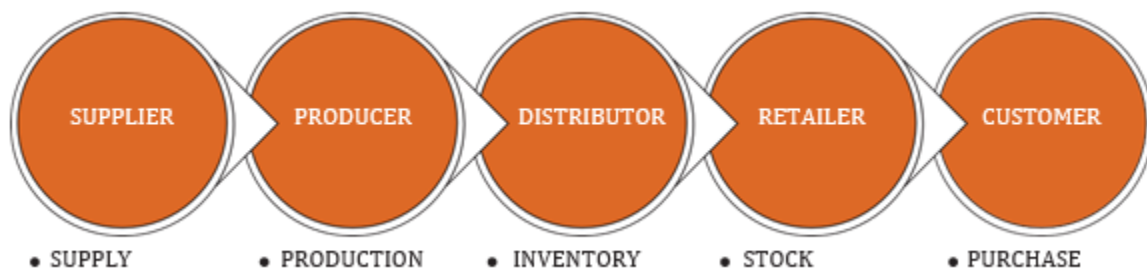 SUPPLIER
PRODUCER
DISTRIBUTOR
RETAILER
CUSTOMER
• SUPPLY
• PRODUCTION
• INVENTORY
• STOCK
• PURCHASE